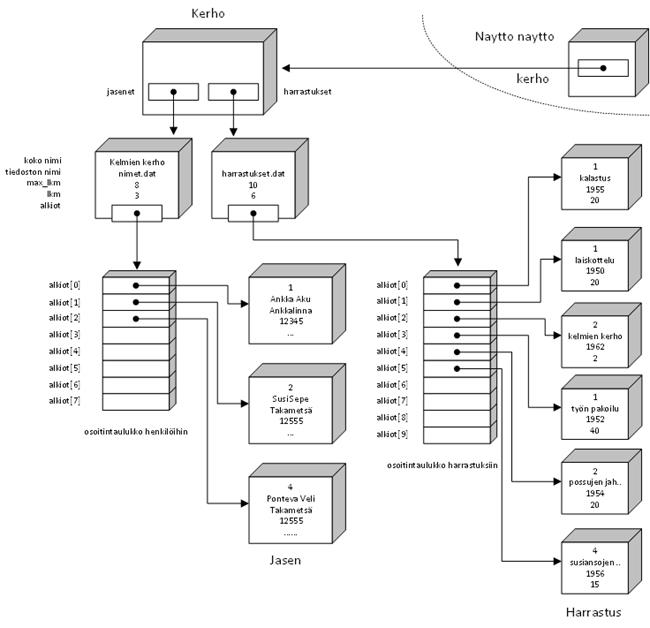 Kerho
Naytto naytto
kerho
jasenet
harrastukset
koko nimi
tiedoston nimi
max_lkm
lkm
alkiot
Kelmien kerho
nimet.dat
8
3
harrastukset.dat
10
6
alkiot[0]
alkiot[1]
alkiot[2]
alkiot[3]
alkiot[4]
alkiot[5]
alkiot[6]
alkiot[7]
osoitintaulukko henkilöihin
1
Ankka Aku
Ankkalinna
12345
...
2
Susi Sepe
Takametsä
12555
...
4
Ponteva Veli
Takametsä
12555
......
Jasen
alkiot[0]
alkiot[1]
alkiot[2]
alkiot[3]
alkiot[4]
alkiot[5]
alkiot[6]
alkiot[7]
alkiot[8]
alkiot[9]
osoitintaulukko harrastuksiin
1
kalastus
1955
20
1
laiskottelu
1950
20
2
kelmien kerho
1962
2
1
työn pakoilu
1952
40
2
possujen jah..
1954
20
4
susiansojen ..
1956
15
Harrastus